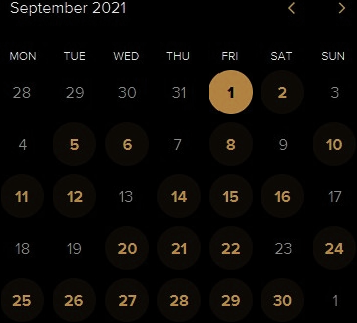 September 2021
MON TUE WED THU FRI SAT SUN
28 29 30 31 1 2 3
4 5 6 7 8 9 10
11 12 13 14 15 16 17
18 19 20 21 22 23 24
25 26 27 28 29 30 1